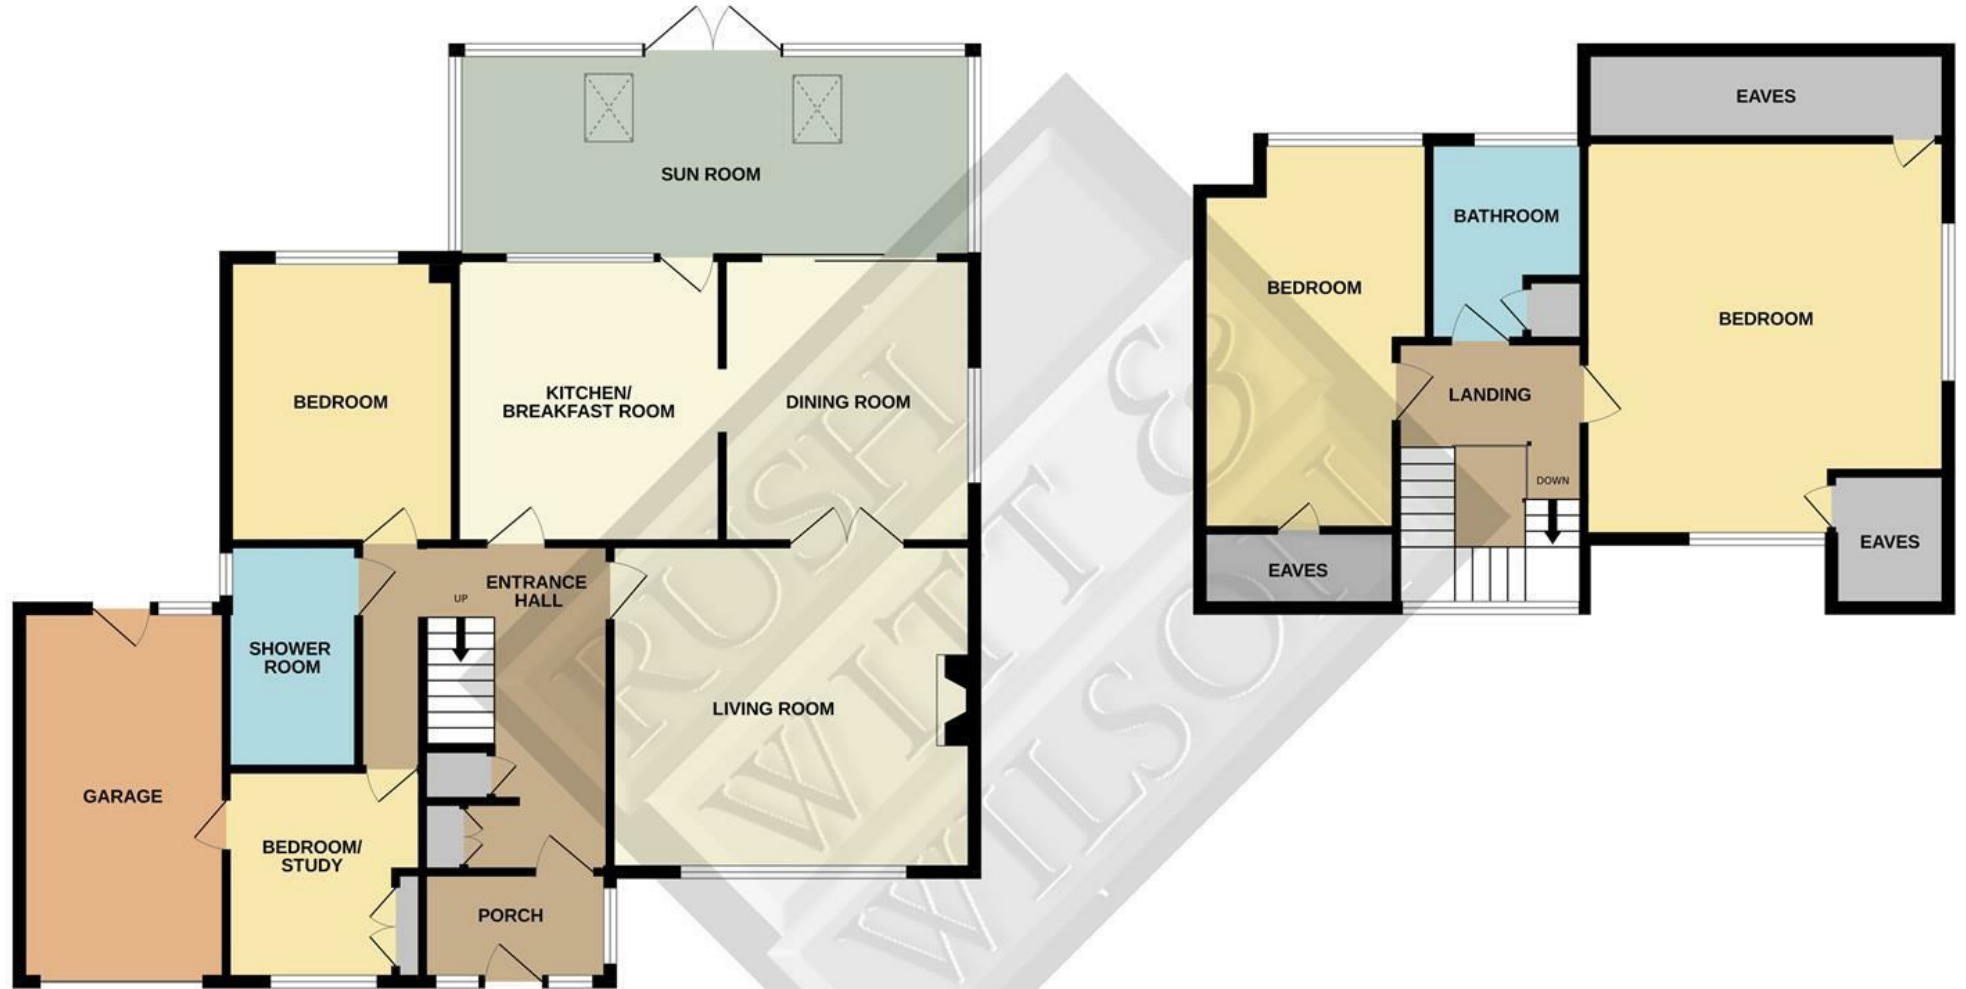 SUN ROOM
BEDROOM
KITCHEN/
BREAKFAST ROOM
DINING ROOM
ENTRANCE
HALL
UP
SHOWER
ROOM
LIVING ROOM
GARAGE
BEDROOM/
STUDY
PORCH
EAVES
BATHROOM
BEDROOM
BEDROOM
LANDING
DOWN
EAVES
EAVES
RUSH
WITT &
WILSON